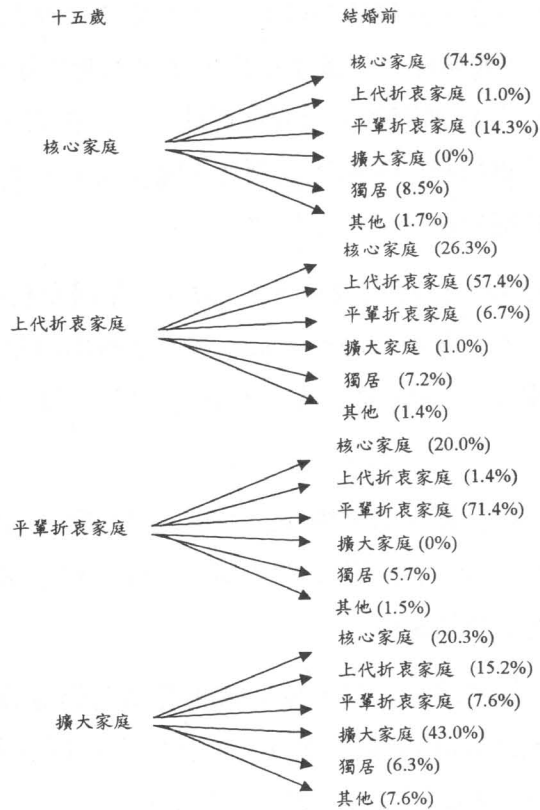 十五歲 結婚前
核心家庭 (74.5%)
上代折衷家庭 (1.0%)
平輩折衷家庭 (14.3%)
核心家庭
擴大家庭 (0%)
獨居 (8.5%)
其他 (1.7%)
核心家庭 (26.3%)
上代折衷家庭 (57.4%)
上代折衷家庭
平輩折衷家庭 (6.7%)
擴大家庭 (1.0%)
獨居 (7.2%)
其他 (1.4%)
核心家庭 (20.0%)
上代折衷家庭 (1.4%)
平輩折衷家庭 (71.4%)
平輩折衷家庭
擴大家庭 (0%)
獨居 (5.7%)
其他 (1.5%)
核心家庭 (20.3%)
上代折衷家庭 (15.2%)
平輩折衷家庭 (7.6%)
擴大家庭
擴大家庭 (43.0%)
獨居 (6.3%)
其他 (7.6%)